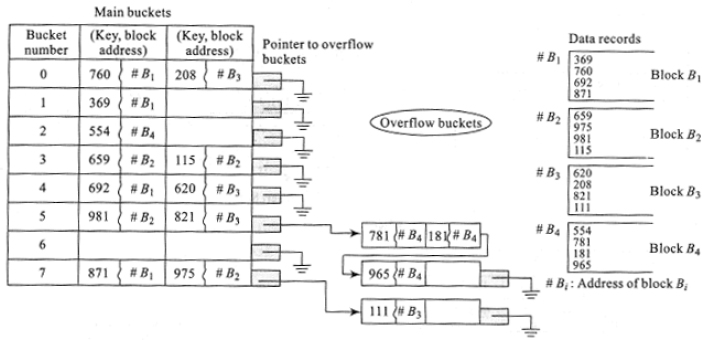 Main buckets
Bucket number (Key, block address) (Key, block address) Pointer to overflow buckets
0 760 # B1 208 # B3
1 369 # B1
2 554 # B4
3 659 # B2 115 # B2
4 692 # B1 620 # B3
5 981 # B2 821 # B3
6
7 871 # B1 975 # B2
Overflow buckets
781 # B4 181 # B4
965 # B4
111 # B3
Data records
# B1 369
760
692
871
Block B1
# B2 659
975
981
115
Block B2
# B3 620
208
821
111
Block B3
# B4 554
781
181
965
Block B4
# Bi : Address of block Bi